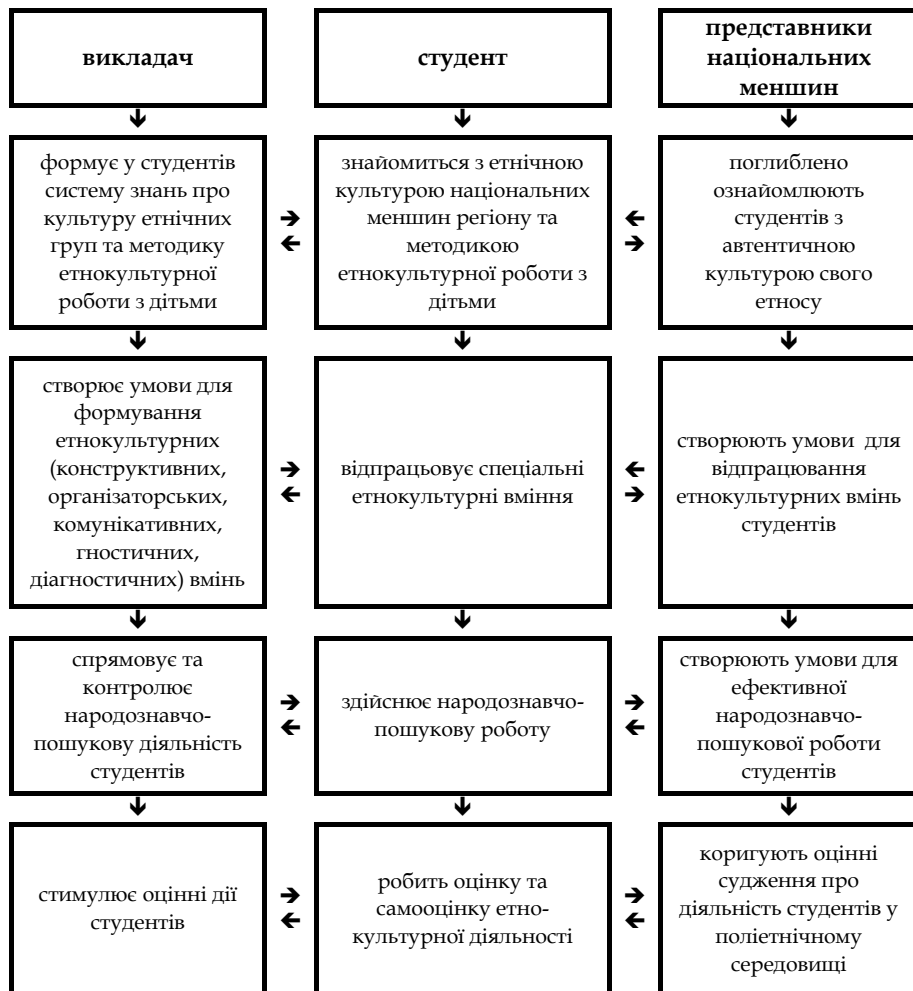 викладач
студент
представники
національних
меншин
формує у студентів
систему знань про
культуру етнічних
груп та методику
етнокультурної
роботи з дітьми
знайомиться з етнічною
культурою національних
меншин регіону та
методикою
етнокультурної роботи з
дітьми
поглиблено
ознайомлюють
студентів з
автентичною
культурою свого
етносу
створює умови для
формування
етнокультурних
(конструктивних,
організаторських,
комунікативних,
гностичних,
діагностичних) вмінь
відпрацьовує спеціальні
етнокультурні вміння
створюють умови для
відпрацювання
етнокультурних вмінь
студентів
спрямовує та
контролює
народознавчо-
пошукову діяльність
студентів
здійснює народознавчо-
пошукову роботу
створюють умови для
ефективної
народознавчо-
пошукової роботи
студентів
стимулює оцінні дії
студентів
робить оцінку та
самооцінку етно-
культурної діяльності
коригують оцінні
судження про
діяльність студентів у
поліетнічному
середовищі